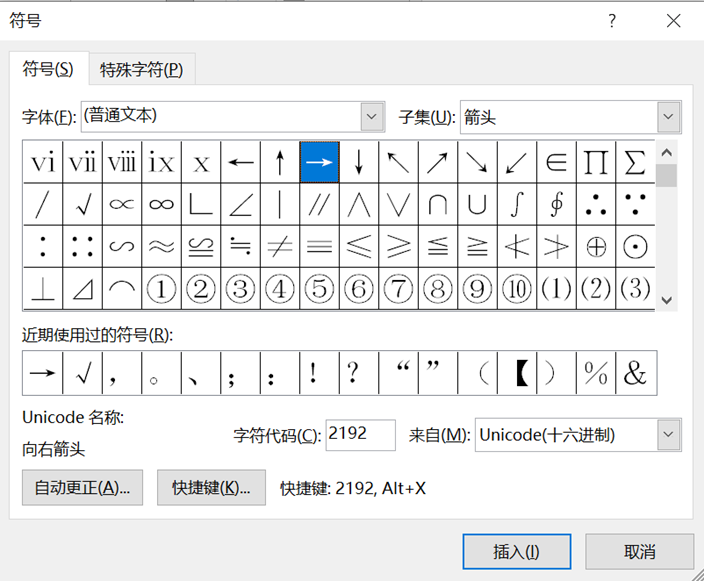 符号
?
符号(S) 特殊字符(P)
字体(F): (普通文本) 子集(U): 箭头
ⅵ ⅶ ⅷ ⅸ ⅹ ← ↑ → ↓ ↖ ↗ ↘ ↙ ∈ ∏ ∑
∕ √ ∝ ∞ ∟ ∠ ∣ ∥ ∧ ∨ ∩ ∪ ∫ ∮ ∴ ∵
∶ ∷ ∽ ≈ ≌ ≒ ≠ ≡ ≤ ≥ ≦ ≧ ≮ ≯ ⊕ ⊙
⊥ ⊿ ⌒ ① ② ③ ④ ⑤ ⑥ ⑦ ⑧ ⑨ ⑩ ⑴ ⑵ ⑶
近期使用过的符号(R):
→ √ ， 。 、 ； ： ！ ？ “ ” （ 【 ） % &
Unicode 名称:
向右箭头
字符代码(C): 2192 来自(M): Unicode(十六进制)
自动更正(A)... 快捷键(K)... 快捷键: 2192, Alt+X
插入(I) 取消